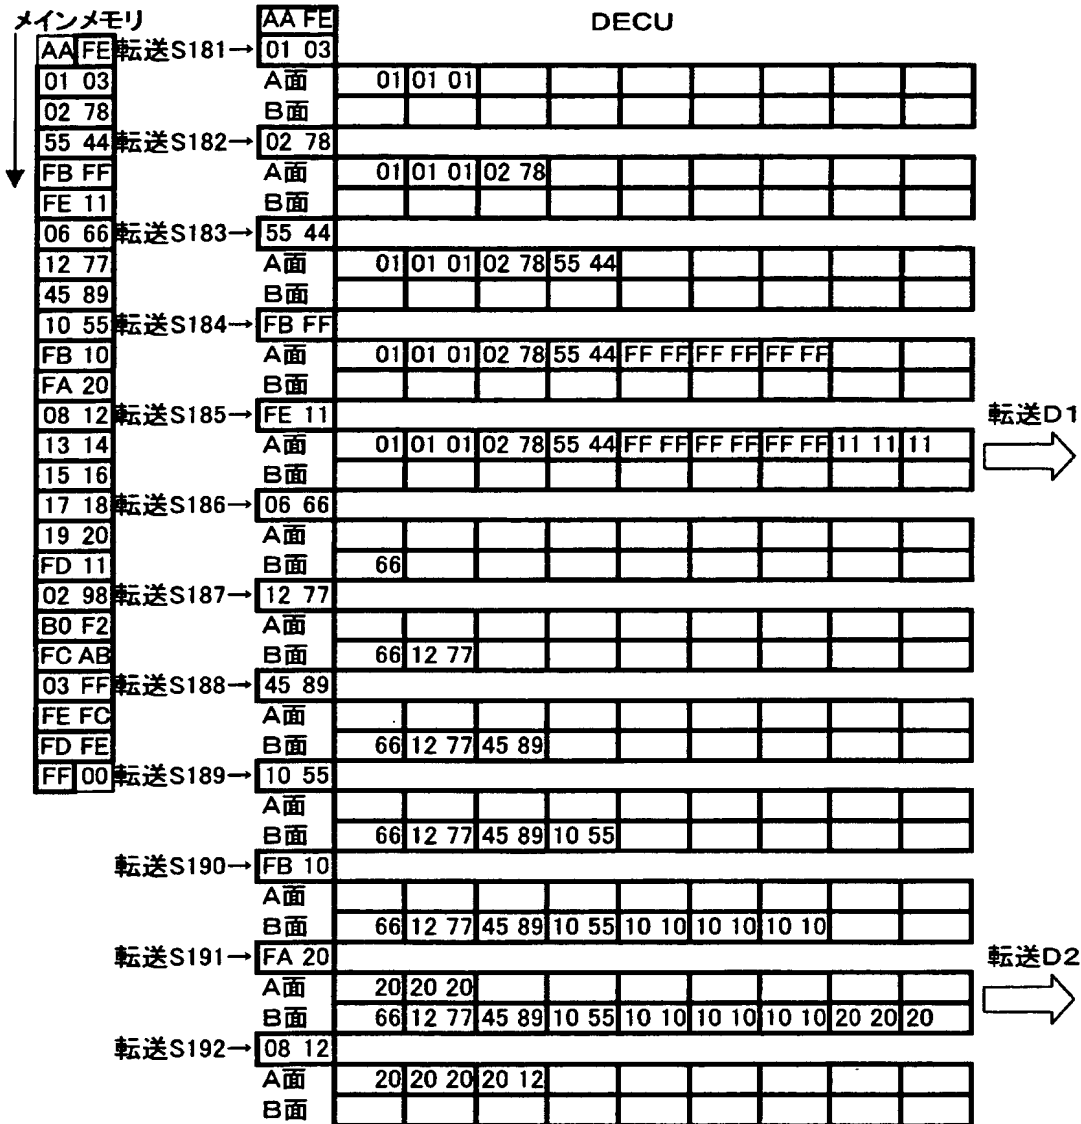 メインメモリ AA FE DECU
AA FE 転送S181→ 01 03
01 03 A面 01 01 01
02 78 B面
55 44 転送S182→ 02 78
FB FF A面 01 01 01 02 78
FE 11 B面
06 66 転送S183→ 55 44
12 77 A面 01 01 01 02 78 55 44
45 89 B面
10 55 転送S184→ FB FF
FB 10 A面 01 01 01 02 78 55 44 FF FF FF FF FF FF
FA 20 B面
08 12 転送S185→ FE 11 転送D1
13 14 A面 01 01 01 02 78 55 44 FF FF FF FF FF FF 11 11 11
15 16 B面
17 18 転送S186→ 06 66
19 20 A面
FD 11 B面 66
02 98 転送S187→ 12 77
B0 F2 A面
FC AB B面 66 12 77
03 FF 転送S188→ 45 89
FE FC A面
FD FE B面 66 12 77 45 89
FF 00 転送S189→ 10 55
A面
B面 66 12 77 45 89 10 55
転送S190→ FB 10
A面
B面 66 12 77 45 89 10 55 10 10 10 10 10 10
転送S191→ FA 20 転送D2
A面 20 20 20
B面 66 12 77 45 89 10 55 10 10 10 10 10 10 20 20 20
転送S192→ 08 12
A面 20 20 20 20 12
B面